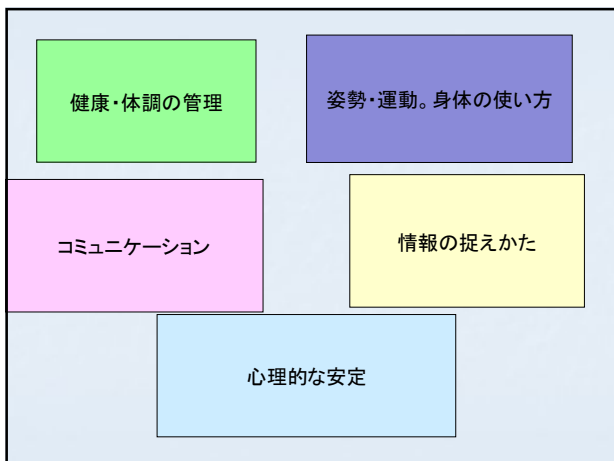 健康・体調の管理
姿勢・運動。身体の使い方
コミュニケーション
情報の捉えかた
心理的な安定